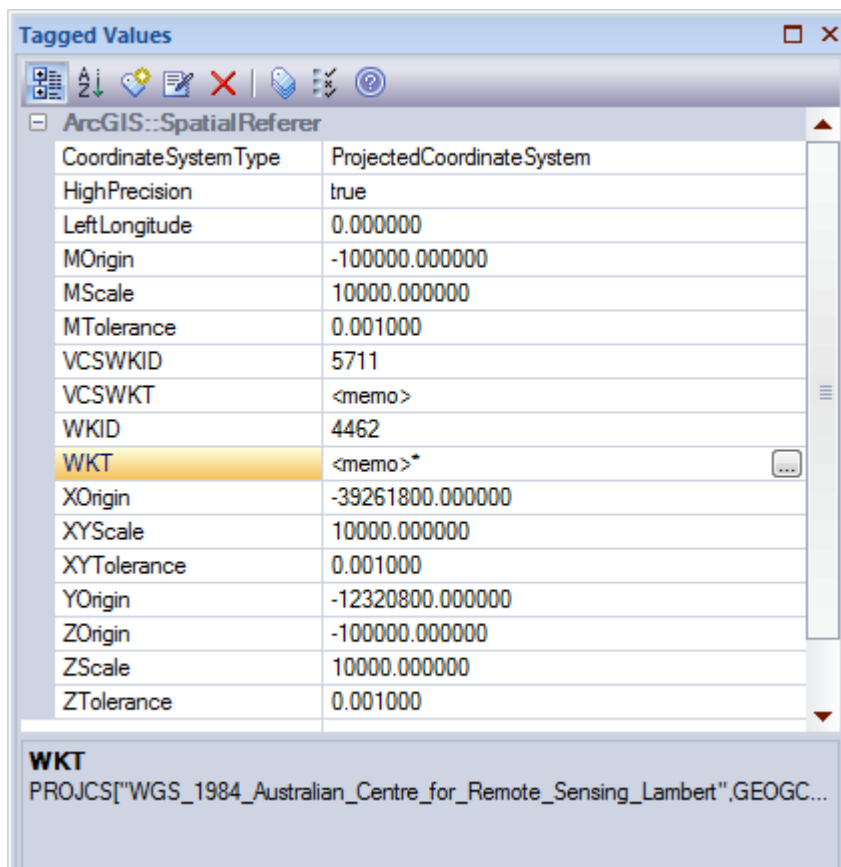 Tagged Values
ArcGIS::SpatialReferer
CoordinateSystemType ProjectedCoordinateSystem
HighPrecision true
LeftLongitude 0.000000
MOrigin -100000.000000
MScale 10000.000000
MTolerance 0.001000
VCSWKID 5711
VCSWKT <memo>
WKID 4462
WKT <memo>* ...
XOrigin -39261800.000000
XYScale 10000.000000
XYTolerance 0.001000
YOrigin -12320800.000000
ZOrigin -100000.000000
ZScale 10000.000000
ZTolerance 0.001000
WKT
PROJCS["WGS_1984_Australian_Centre_for_Remote_Sensing_Lambert",GEOGC...